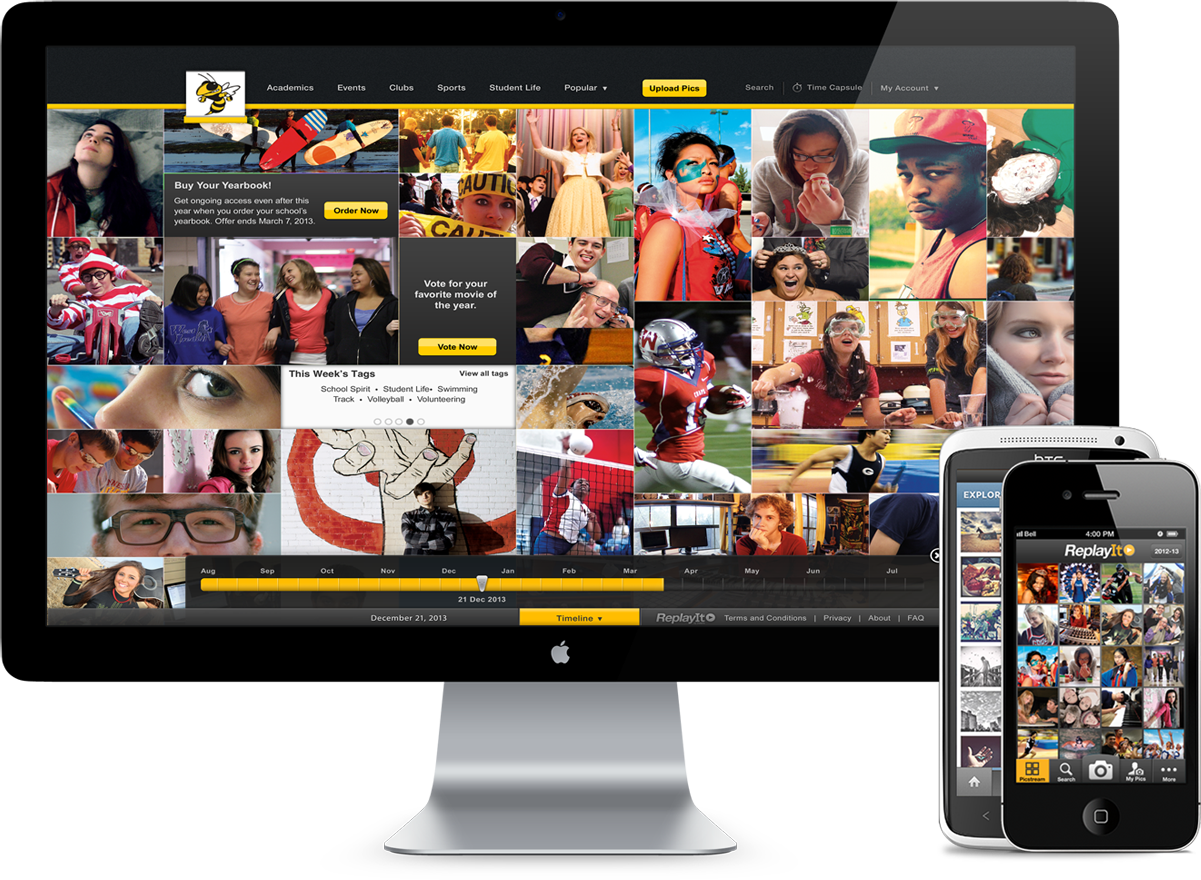 Academics Events Clubs Sports Student Life Popular ▼ Upload Pics Search Time Capsule My Account ▼
Buy Your Yearbook!
Get ongoing access even after this
year when you order your school's
yearbook. Offer ends March 7, 2013.
Order Now
CAUTION
CAUTI
Vote for your
favorite movie of
the year.
Vote Now
This Week's Tags View all tags
School Spirit • Student Life • Swimming
Track • Volleyball • Volunteering
W
G
Aug Sep Oct Nov Dec Jan Feb Mar Apr May Jun Jul
21 Dec 2013
December 21, 2013 Timeline ▼ ReplayIt Terms and Conditions | Privacy | About | FAQ
hTC
EXPLOR
Bell 4:00 PM
ReplayIt 2012-13
Picstream Search My Pics More